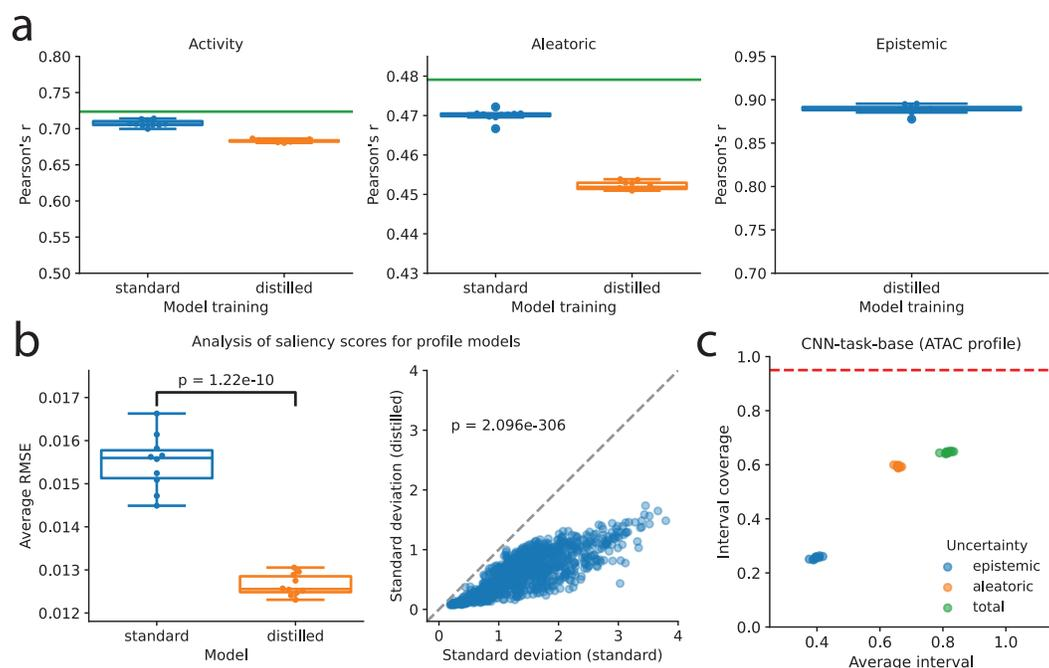 a
Activity
Aleatoric
Epistemic
Pearson's r
0.80
0.75
0.70
0.65
0.60
0.55
0.50
standard
distilled
Model training
Pearson's r
0.48
0.47
0.46
0.45
0.44
0.43
standard
distilled
Model training
Pearson's r
0.95
0.90
0.85
0.80
0.75
0.70
distilled
Model training
b
Analysis of saliency scores for profile models
Average RMSE
0.017
0.016
0.015
0.014
0.013
0.012
p = 1.22e-10
standard
distilled
Model
Standard deviation (distilled)
4
3
2
1
0
p = 2.096e-306
0
1
2
3
4
Standard deviation (standard)
c
CNN-task-base (ATAC profile)
Interval coverage
1.0
0.8
0.6
0.4
0.2
0.0
Uncertainty
epistemic
aleatoric
total
0.4
0.6
0.8
1.0
Average interval